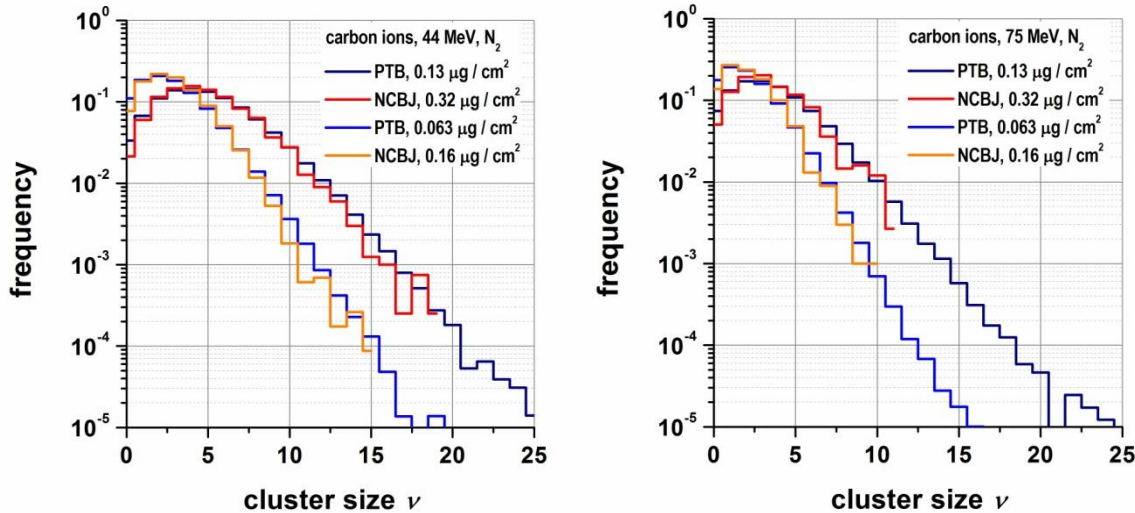 carbon ions, 44 MeV, N₂
PTB, 0.13 μg / cm²
NCBJ, 0.32 μg / cm²
PTB, 0.063 μg / cm²
NCBJ, 0.16 μg / cm²
frequency
10⁰
10⁻¹
10⁻²
10⁻³
10⁻⁴
10⁻⁵
0 5 10 15 20 25
cluster size ν
carbon ions, 75 MeV, N₂
PTB, 0.13 μg / cm²
NCBJ, 0.32 μg / cm²
PTB, 0.063 μg / cm²
NCBJ, 0.16 μg / cm²
frequency
10⁰
10⁻¹
10⁻²
10⁻³
10⁻⁴
10⁻⁵
0 5 10 15 20 25
cluster size ν